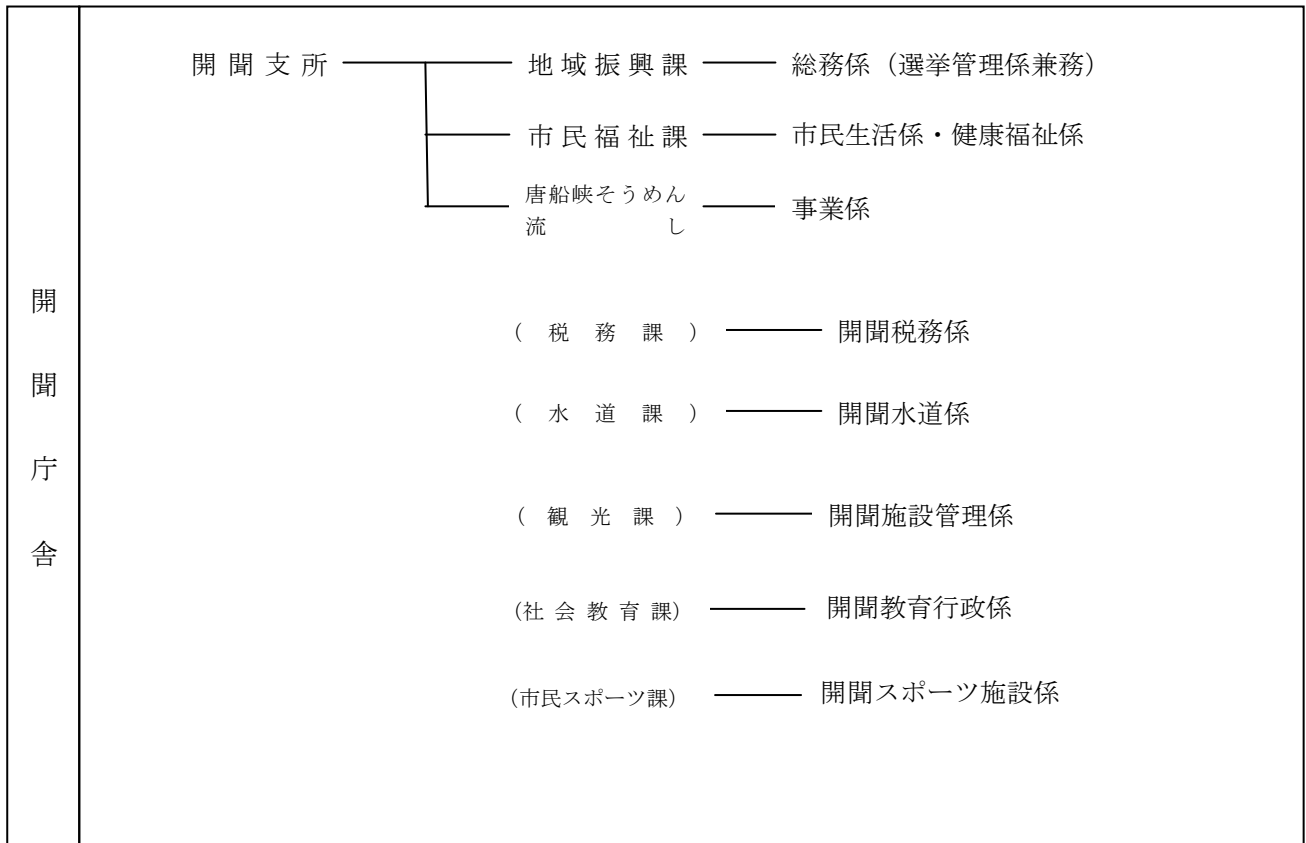 開聞庁舎
開聞支所 地域振興課 総務係（選挙管理係兼務）
市民福祉課 市民生活係・健康福祉係
唐船峡そうめん
流し 事業係
（税務課） 開聞税務係
（水道課） 開聞水道係
（観光課） 開聞施設管理係
（社会教育課） 開聞教育行政係
（市民スポーツ課） 開聞スポーツ施設係